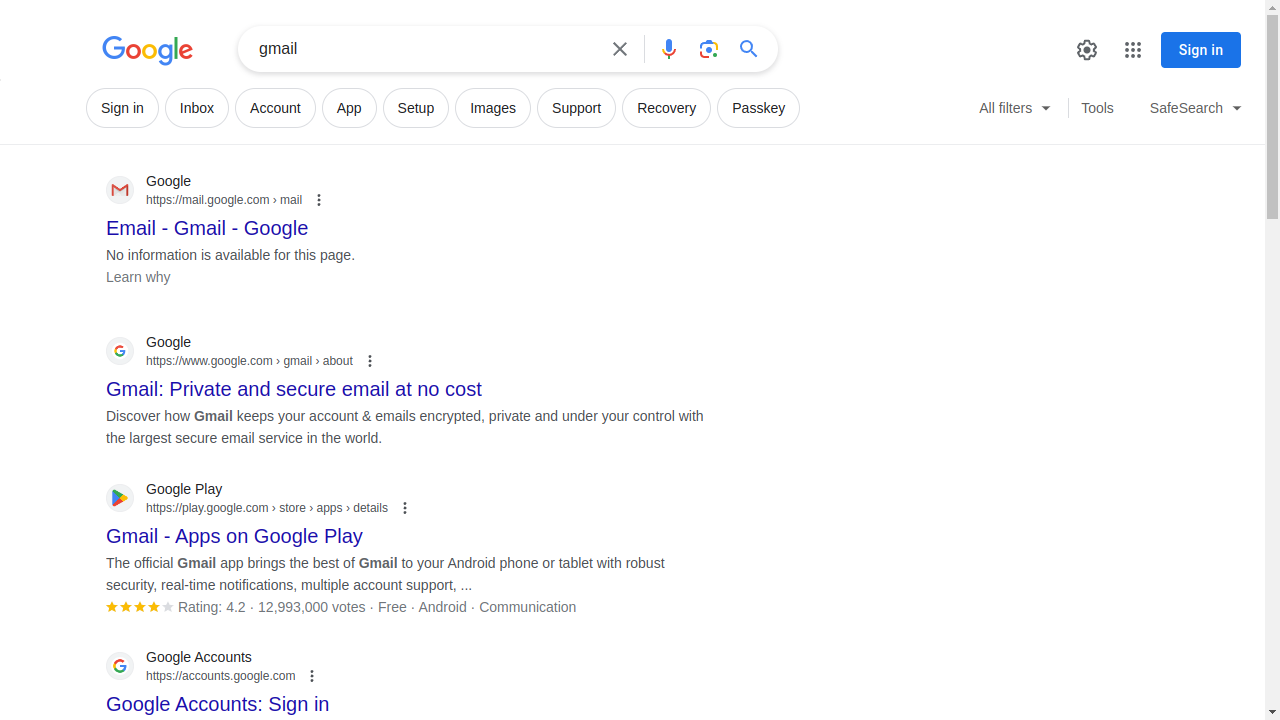 Google
gmail
Sign in
Sign in
Inbox
Account
App
Setup
Images
Support
Recovery
Passkey
All filters
Tools
SafeSearch
Google
https://mail.google.com › mail
Email - Gmail - Google
No information is available for this page.
Learn why
Google
https://www.google.com › gmail › about
Gmail: Private and secure email at no cost
Discover how Gmail keeps your account & emails encrypted, private and under your control with
the largest secure email service in the world.
Google Play
https://play.google.com › store › apps › details
Gmail - Apps on Google Play
The official Gmail app brings the best of Gmail to your Android phone or tablet with robust
security, real-time notifications, multiple account support, ...
Rating: 4.2 · 12,993,000 votes · Free · Android · Communication
Google Accounts
https://accounts.google.com
Google Accounts: Sign in